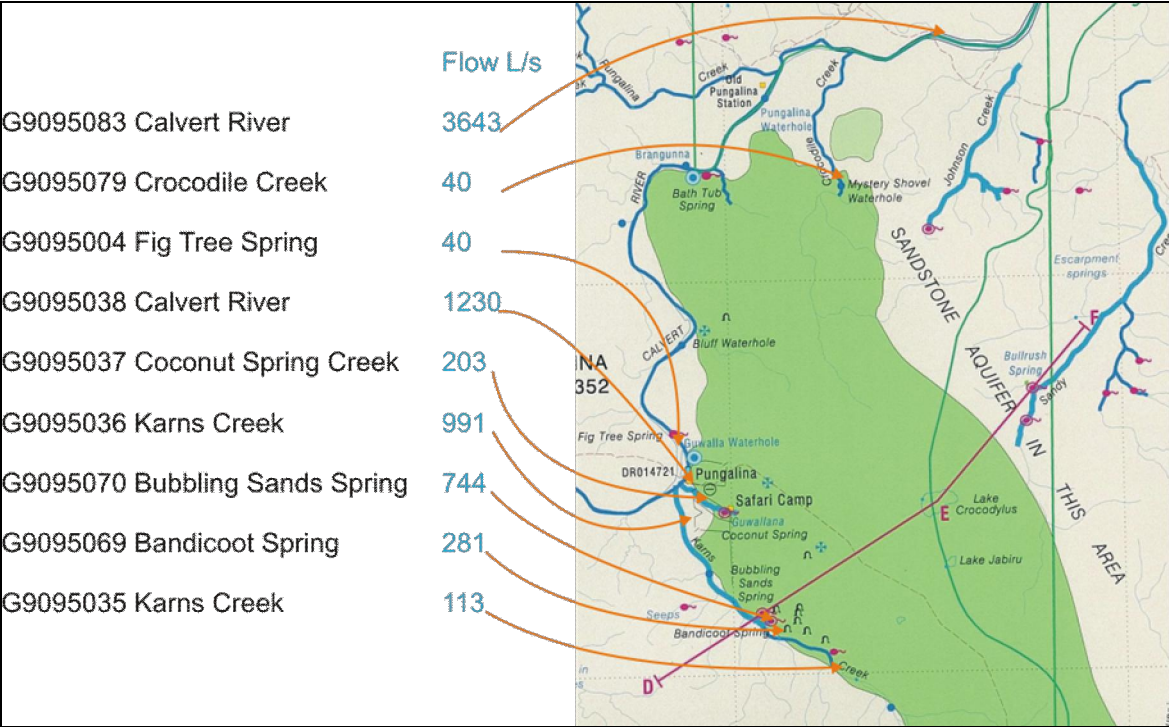 Flow L/s
G9095083 Calvert River 3643
G9095079 Crocodile Creek 40
G9095004 Fig Tree Spring 40
G9095038 Calvert River 1230
G9095037 Coconut Spring Creek 203
G9095036 Karns Creek 991
G9095070 Bubbling Sands Spring 744
G9095069 Bandicoot Spring 281
G9095035 Karns Creek 113
Pungalina
Creek
Old
Pungalina
Station
Creek
Pungalina
Waterhole
Crocodile
Creek
Johnson
Brangunna
RIVER
Bath Tub
Spring
Mystery Shovel
Waterhole
SANDSTONE
Escarpment
springs
CALVERT
Bluff Waterhole
F
AQUIFER
Bullrush
Spring
Sandy
INA
352
IN
Fig Tree Spring
Guwalla Waterhole
DR014721
Pungalina
Safari Camp
Guwallana
Coconut Spring
Lake
Crocodylus
E
THIS
AREA
Karns
Lake Jabiru
Bubbling
Sands
Spring
Seeps
Bandicoot Spring
Creek
D
in